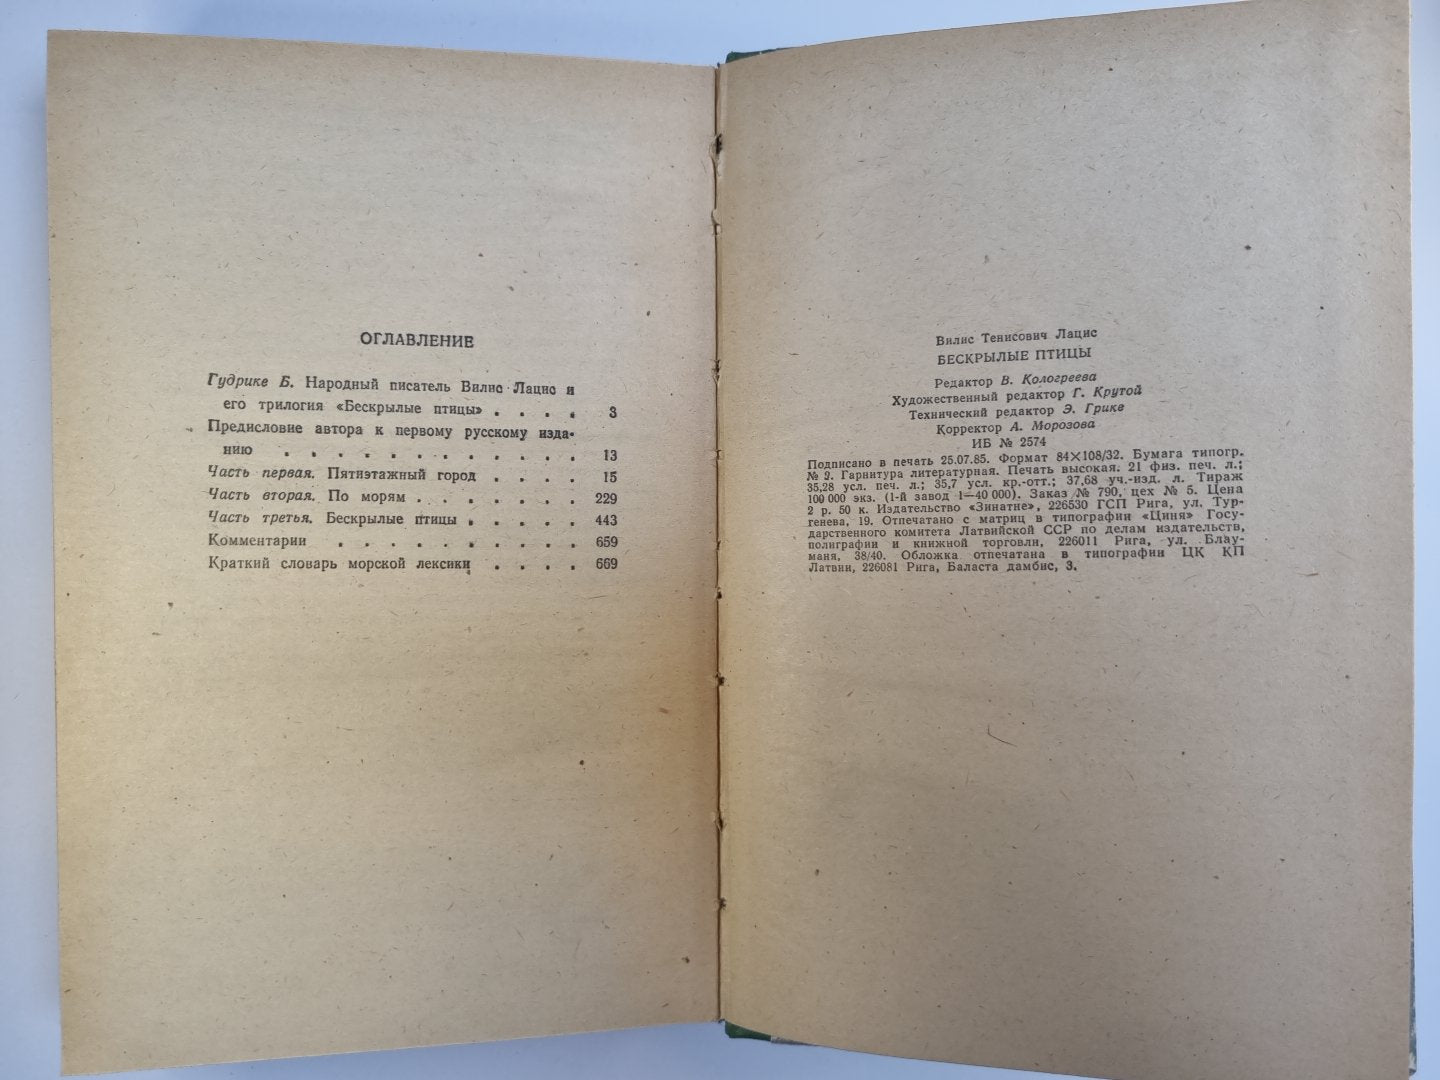 ОГЛАВЛЕНИЕ
Гудрике Б. Народный писатель Вилис Лацис и
его трилогия «Бескрылые птицы» . . . . 3
Предисловие автора к первому русскому изда-
нию . . . . . . . . . . . . 13
Часть первая. Пятиэтажный город . . . . 15
Часть вторая. По морям . . . . . . . 229
Часть третья. Бескрылые птицы . . . . . 443
Комментарии . . . . . . . . . . 659
Краткий словарь морской лексики . . . . 669
Вилис Тенисович Лацис
БЕСКРЫЛЫЕ ПТИЦЫ
Редактор В. Кологреева
Художественный редактор Г. Крутой
Технический редактор Э. Грике
Корректор А. Морозова
ИБ № 2574
Подписано в печать 25.07.85. Формат 84×108/32. Бумага типогр.
№ 2. Гарнитура литературная. Печать высокая. 21 физ. печ. л.;
35,28 усл. печ. л.; 35,7 усл. кр.-отт.; 37,68 уч.-изд. л. Тираж
100 000 экз. (1-й завод 1—40 000). Заказ № 790, цех № 5. Цена
2 р. 50 к. Издательство «Зинатне», 226530 ГСП Рига, ул. Тур-
генева, 19. Отпечатано с матриц в типографии «Циня» Госу-
дарственного комитета Латвийской ССР по делам издательств,
полиграфии и книжной торговли, 226011 Рига, ул. Блау-
маня, 38/40. Обложка отпечатана в типографии ЦК КП
Латвии, 226081 Рига, Баласта дамбис, 3.